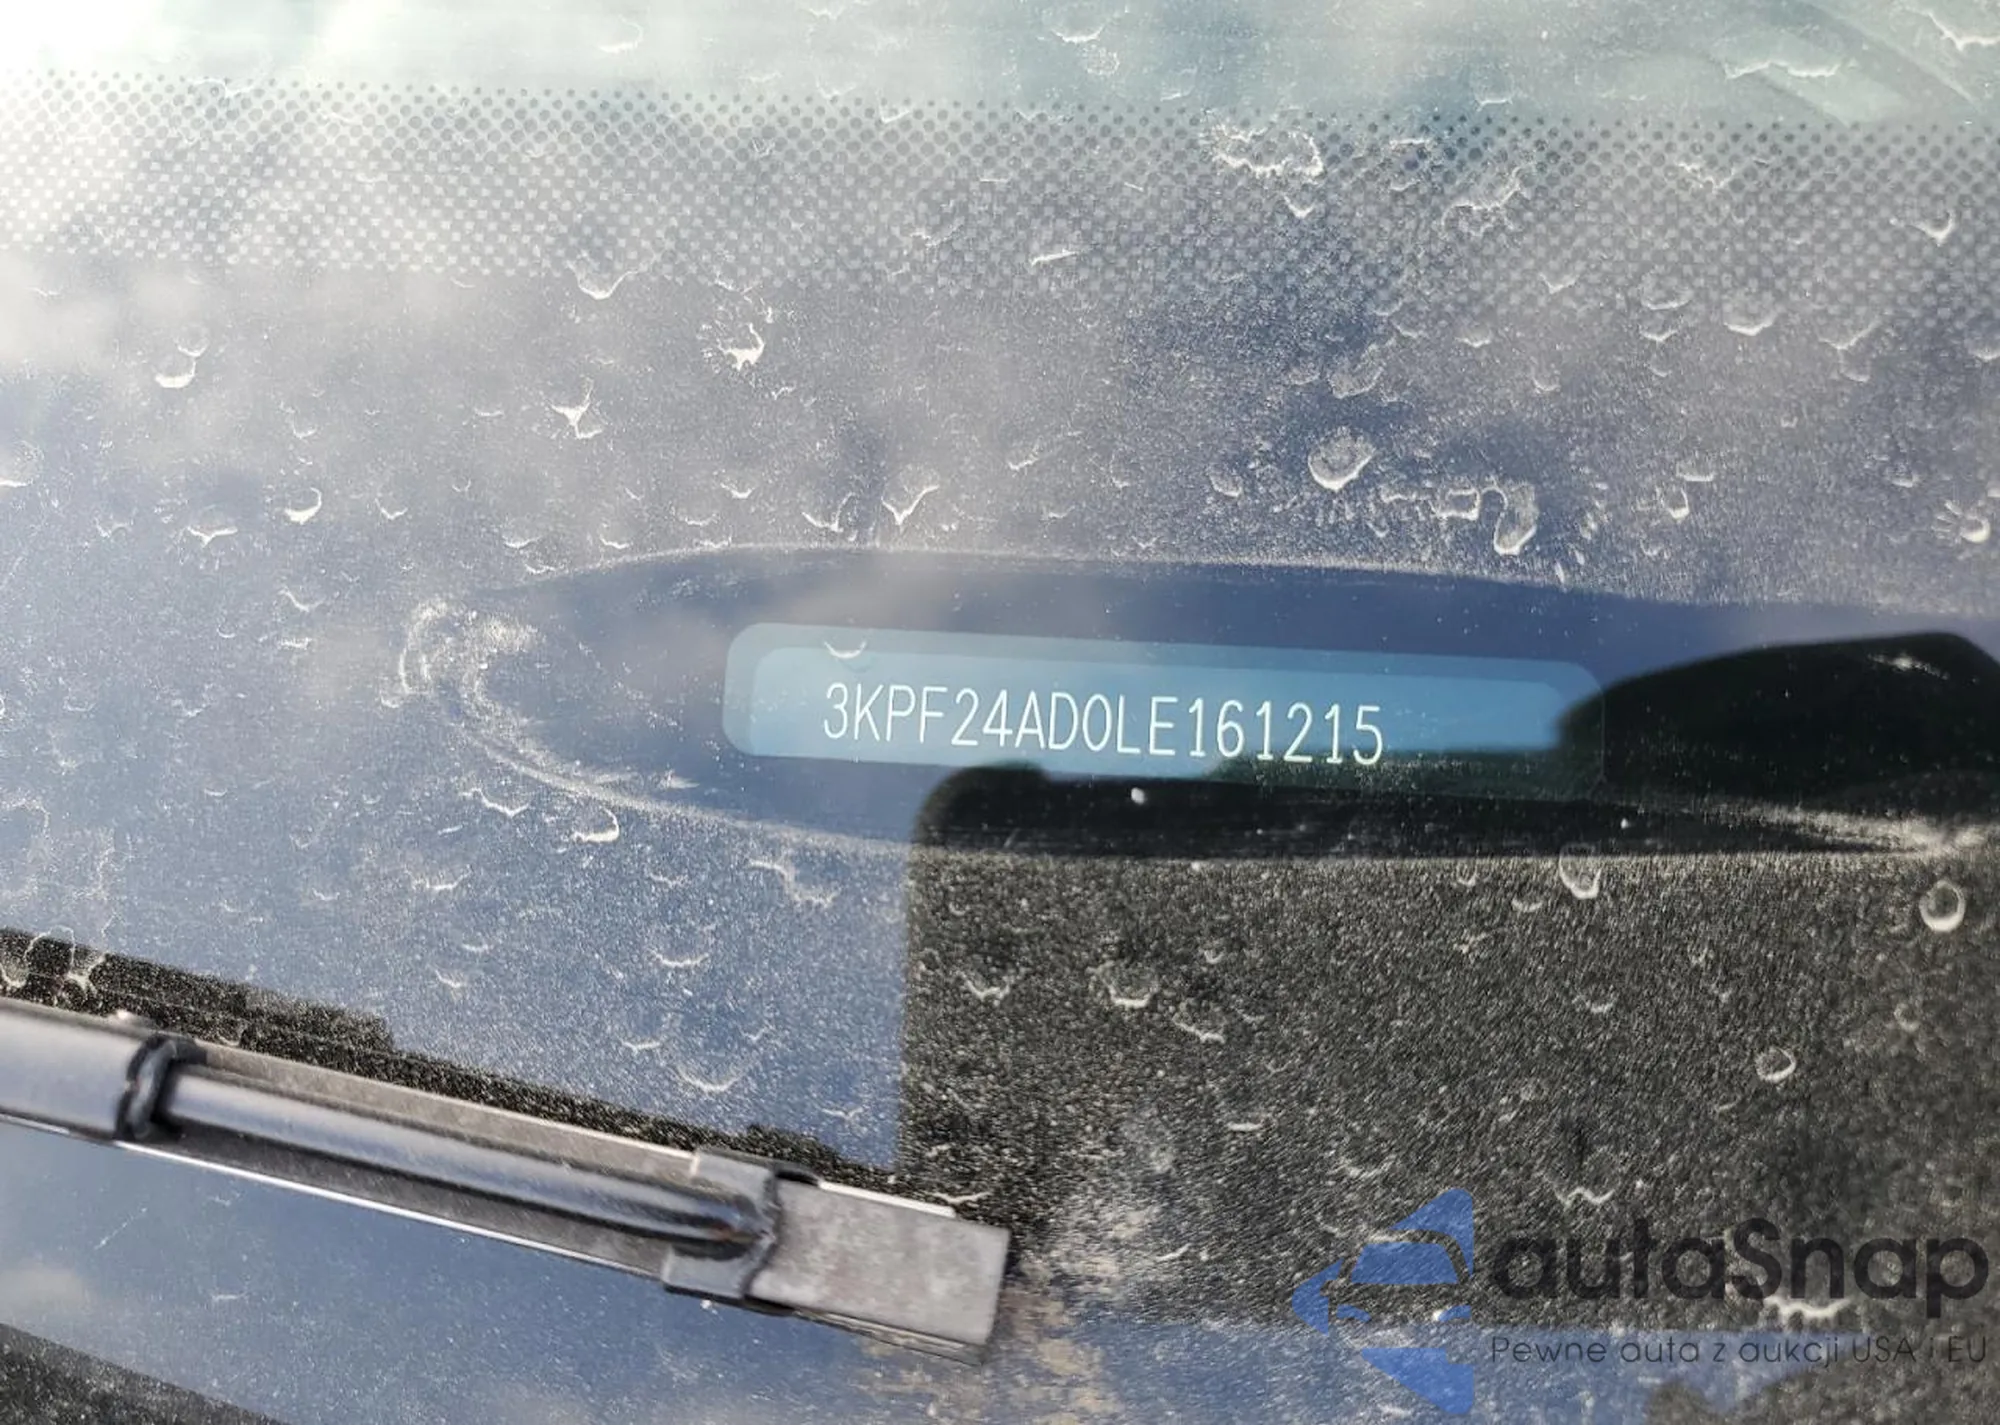 3KPF24AD0LE161215
autaSnap
Pewne auta z aukcji USA i EU